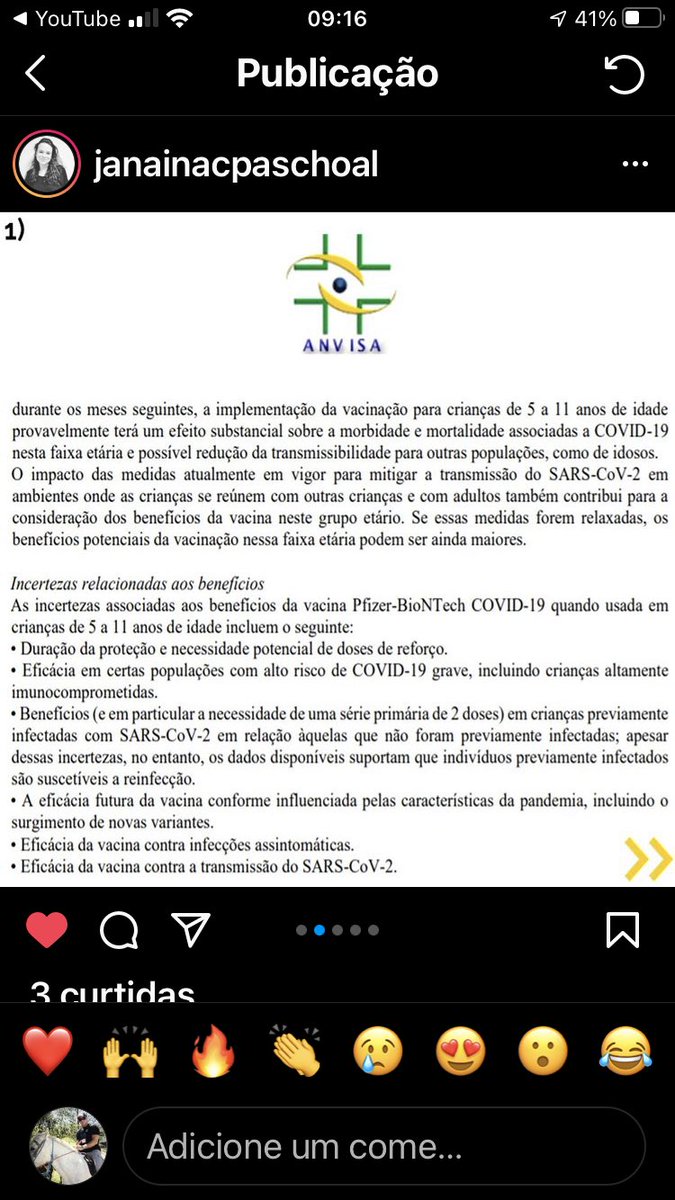 YouTube
09:16
41%
Publicação
janainacpaschoal
1)
ANVISA
durante os meses seguintes, a implementação da vacinação para crianças de 5 a 11 anos de idade
provavelmente terá um efeito substancial sobre a morbidade e mortalidade associadas a COVID-19
nesta faixa etária e possível redução da transmissibilidade para outras populações, como de idosos.
O impacto das medidas atualmente em vigor para mitigar a transmissão do SARS-CoV-2 em
ambientes onde as crianças se reúnem com outras crianças e com adultos também contribui para a
consideração dos benefícios da vacina neste grupo etário. Se essas medidas forem relaxadas, os
benefícios potenciais da vacinação nessa faixa etária podem ser ainda maiores.
Incertezas relacionadas aos benefícios
As incertezas associadas aos benefícios da vacina Pfizer-BioNTech COVID-19 quando usada em
crianças de 5 a 11 anos de idade incluem o seguinte:
• Duração da proteção e necessidade potencial de doses de reforço.
• Eficácia em certas populações com alto risco de COVID-19 grave, incluindo crianças altamente
imunocomprometidas.
• Benefícios (e em particular a necessidade de uma série primária de 2 doses) em crianças previamente
infectadas com SARS-CoV-2 em relação àquelas que não foram previamente infectadas; apesar
dessas incertezas, no entanto, os dados disponíveis suportam que indivíduos previamente infectados
são suscetíveis a reinfecção.
• A eficácia futura da vacina conforme influenciada pelas características da pandemia, incluindo o
surgimento de novas variantes.
• Eficácia da vacina contra infecções assintomáticas.
• Eficácia da vacina contra a transmissão do SARS-CoV-2.
3 curtidas
Adicione um come...